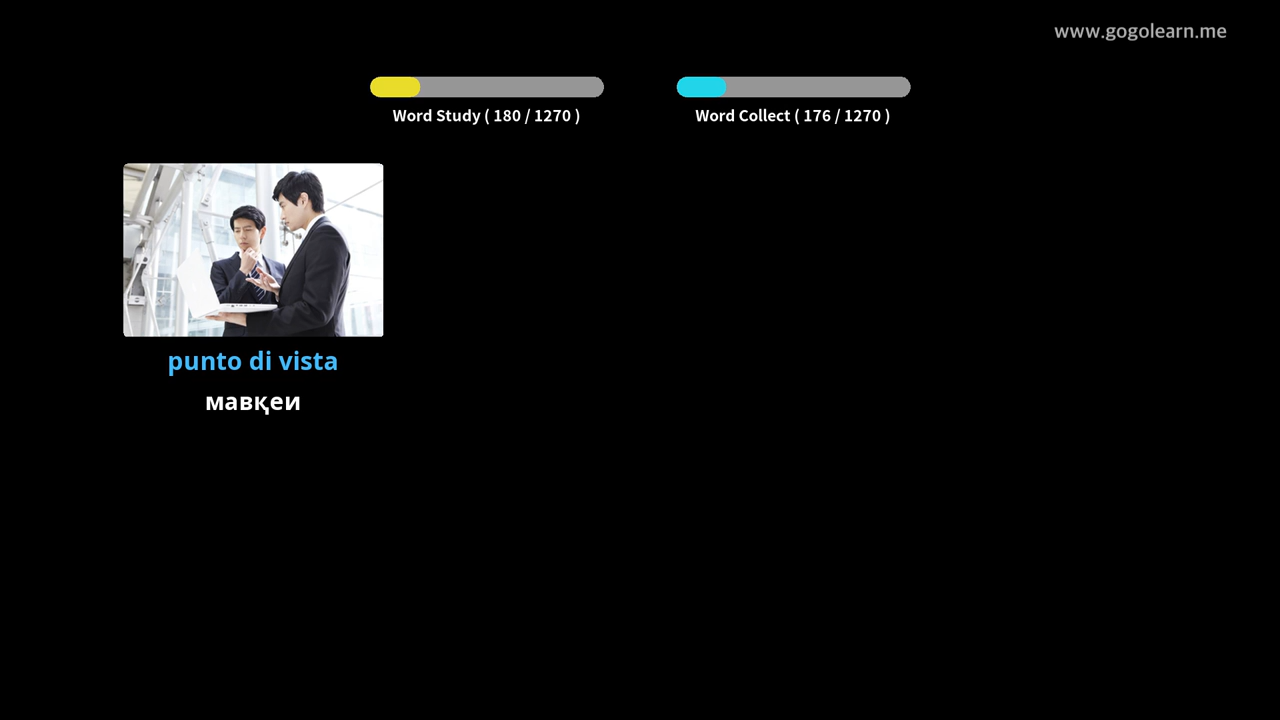 www.gogolearn.me
Word Study ( 180 / 1270 )
Word Collect ( 176 / 1270 )
punto di vista
мавқеи